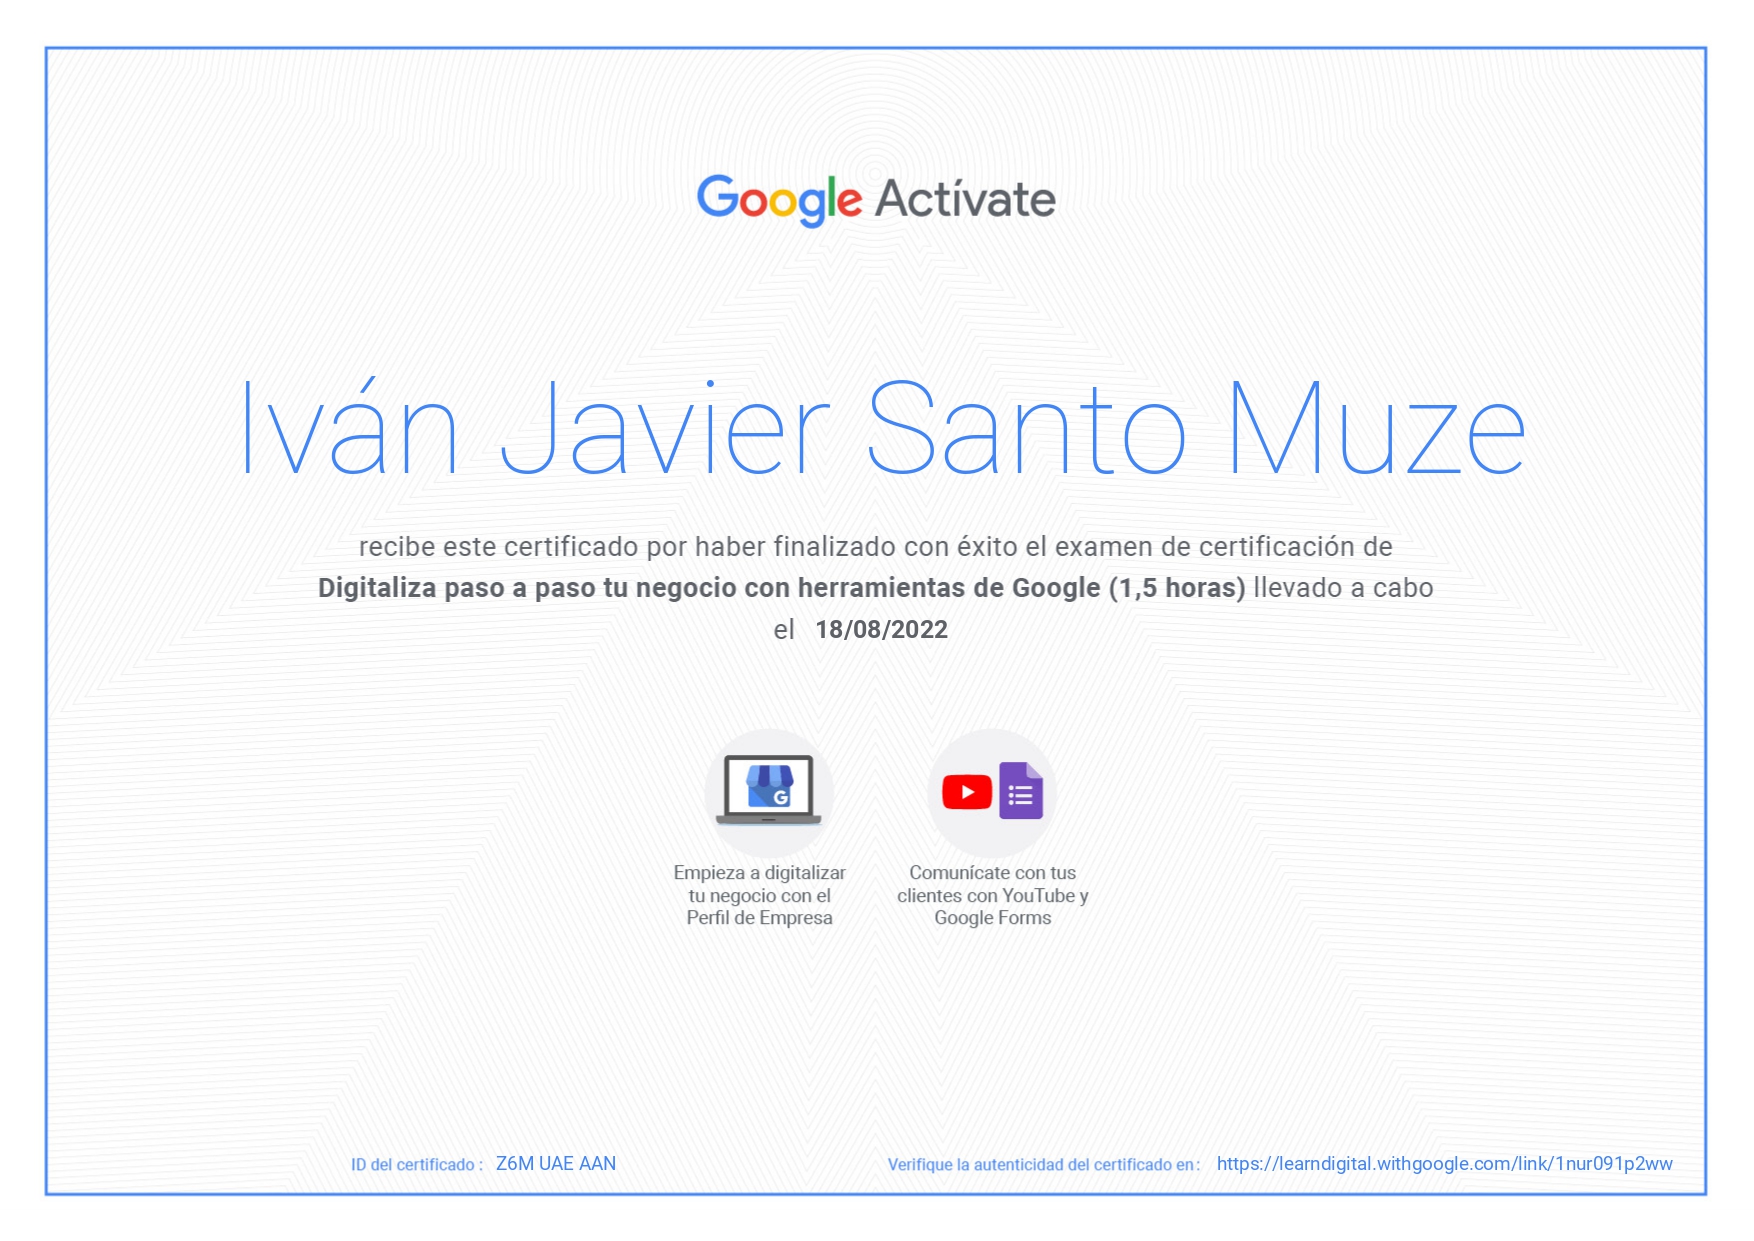 Google Actívate
Iván Javier Santo Muze
recibe este certificado por haber finalizado con éxito el examen de certificación de
Digitaliza paso a paso tu negocio con herramientas de Google (1,5 horas) llevado a cabo
el 18/08/2022
G
Empieza a digitalizar
tu negocio con el
Perfil de Empresa
Comunícate con tus
clientes con YouTube y
Google Forms
ID del certificado : Z6M UAE AAN
Verifique la autenticidad del certificado en : https://learndigital.withgoogle.com/link/1nur091p2ww